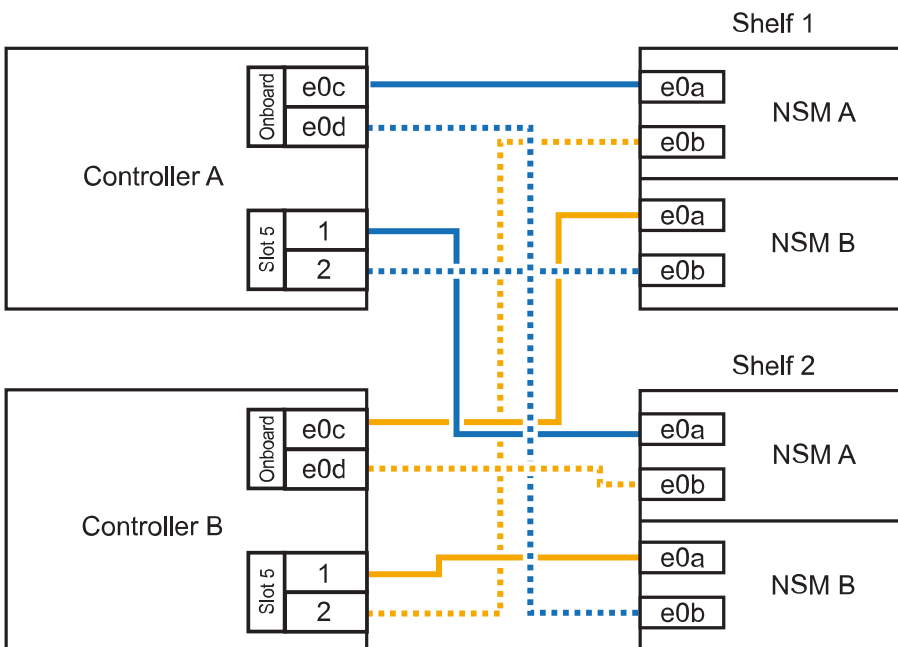 Shelf 1
Controller A
Onboard
e0c
e0d
Slot 5
1
2
e0a
e0b
NSM A
e0a
e0b
NSM B
Shelf 2
Controller B
Onboard
e0c
e0d
Slot 5
1
2
e0a
e0b
NSM A
e0a
e0b
NSM B